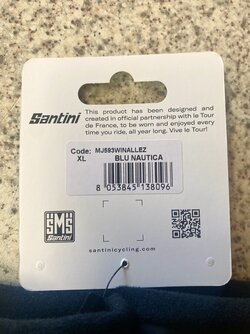 Santini
This product has been designed and
created in official partnership with le Tour
de France, to be worn and enjoyed every
time you ride, all year long. Vive le Tour!
Code: MJ593WINALLEZ
XL BLU NAUTICA
8 053845 138096
SMS
Santini
santinicycling.com